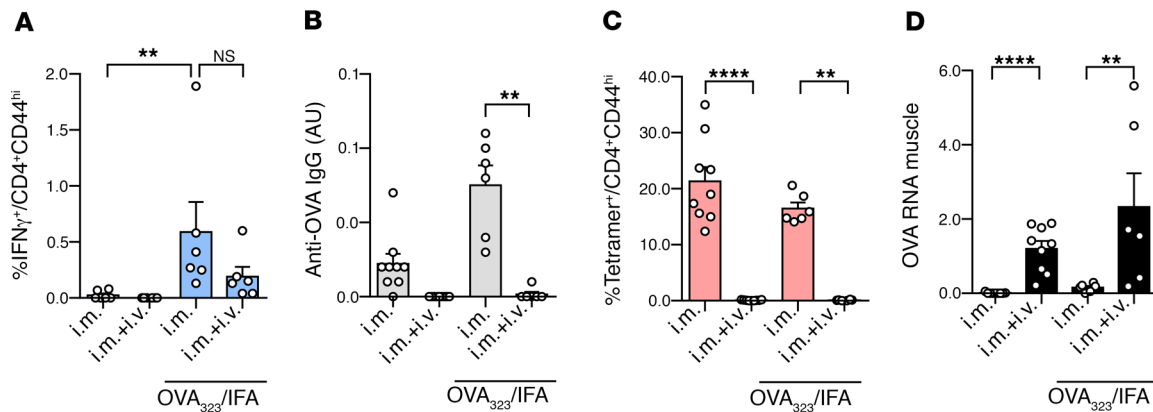 A
**
NS
2.0
1.5
1.0
0.5
0.0
%IFNγ⁺/CD4⁺CD44ʰⁱ
i.m.
i.m.+i.v.
i.m.
i.m.+i.v.
OVA₃₂₃/IFA
B
**
0.1
0.1
0.0
0.0
Anti-OVA IgG (AU)
i.m.
i.m.+i.v.
i.m.
i.m.+i.v.
OVA₃₂₃/IFA
C
****
**
40.0
30.0
20.0
10.0
0.0
%Tetramer⁺/CD4⁺CD44ʰⁱ
i.m.
i.m.+i.v.
i.m.
i.m.+i.v.
OVA₃₂₃/IFA
D
****
**
6.0
4.0
2.0
0.0
OVA RNA muscle
i.m.
i.m.+i.v.
i.m.
i.m.+i.v.
OVA₃₂₃/IFA